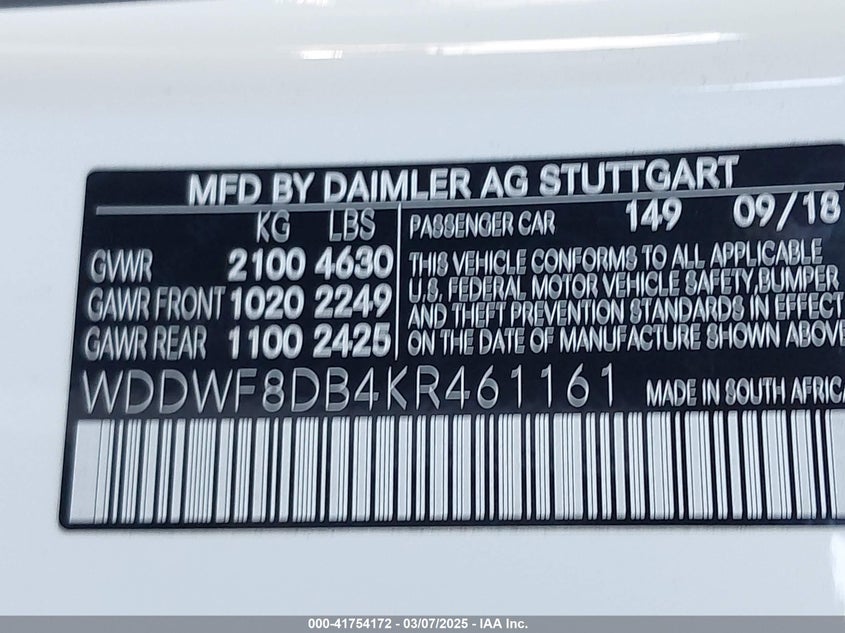 MFD BY DAIMLER AG STUTTGART
KG LBS
GVWR 2100 4630
GAWR FRONT 1020 2249
GAWR REAR 1100 2425
PASSENGER CAR 149 09/18
THIS VEHICLE CONFORMS TO ALL APPLICABLE
U.S. FEDERAL MOTOR VEHICLE SAFETY, BUMPER
AND THEFT PREVENTION STANDARDS IN EFFECT
ON THE DATE OF MANUFACTURE SHOWN ABOVE
WDDWF8DB4KR461161 MADE IN SOUTH AFRICA
000-41754172 — 03/07/2025 — IAA Inc.